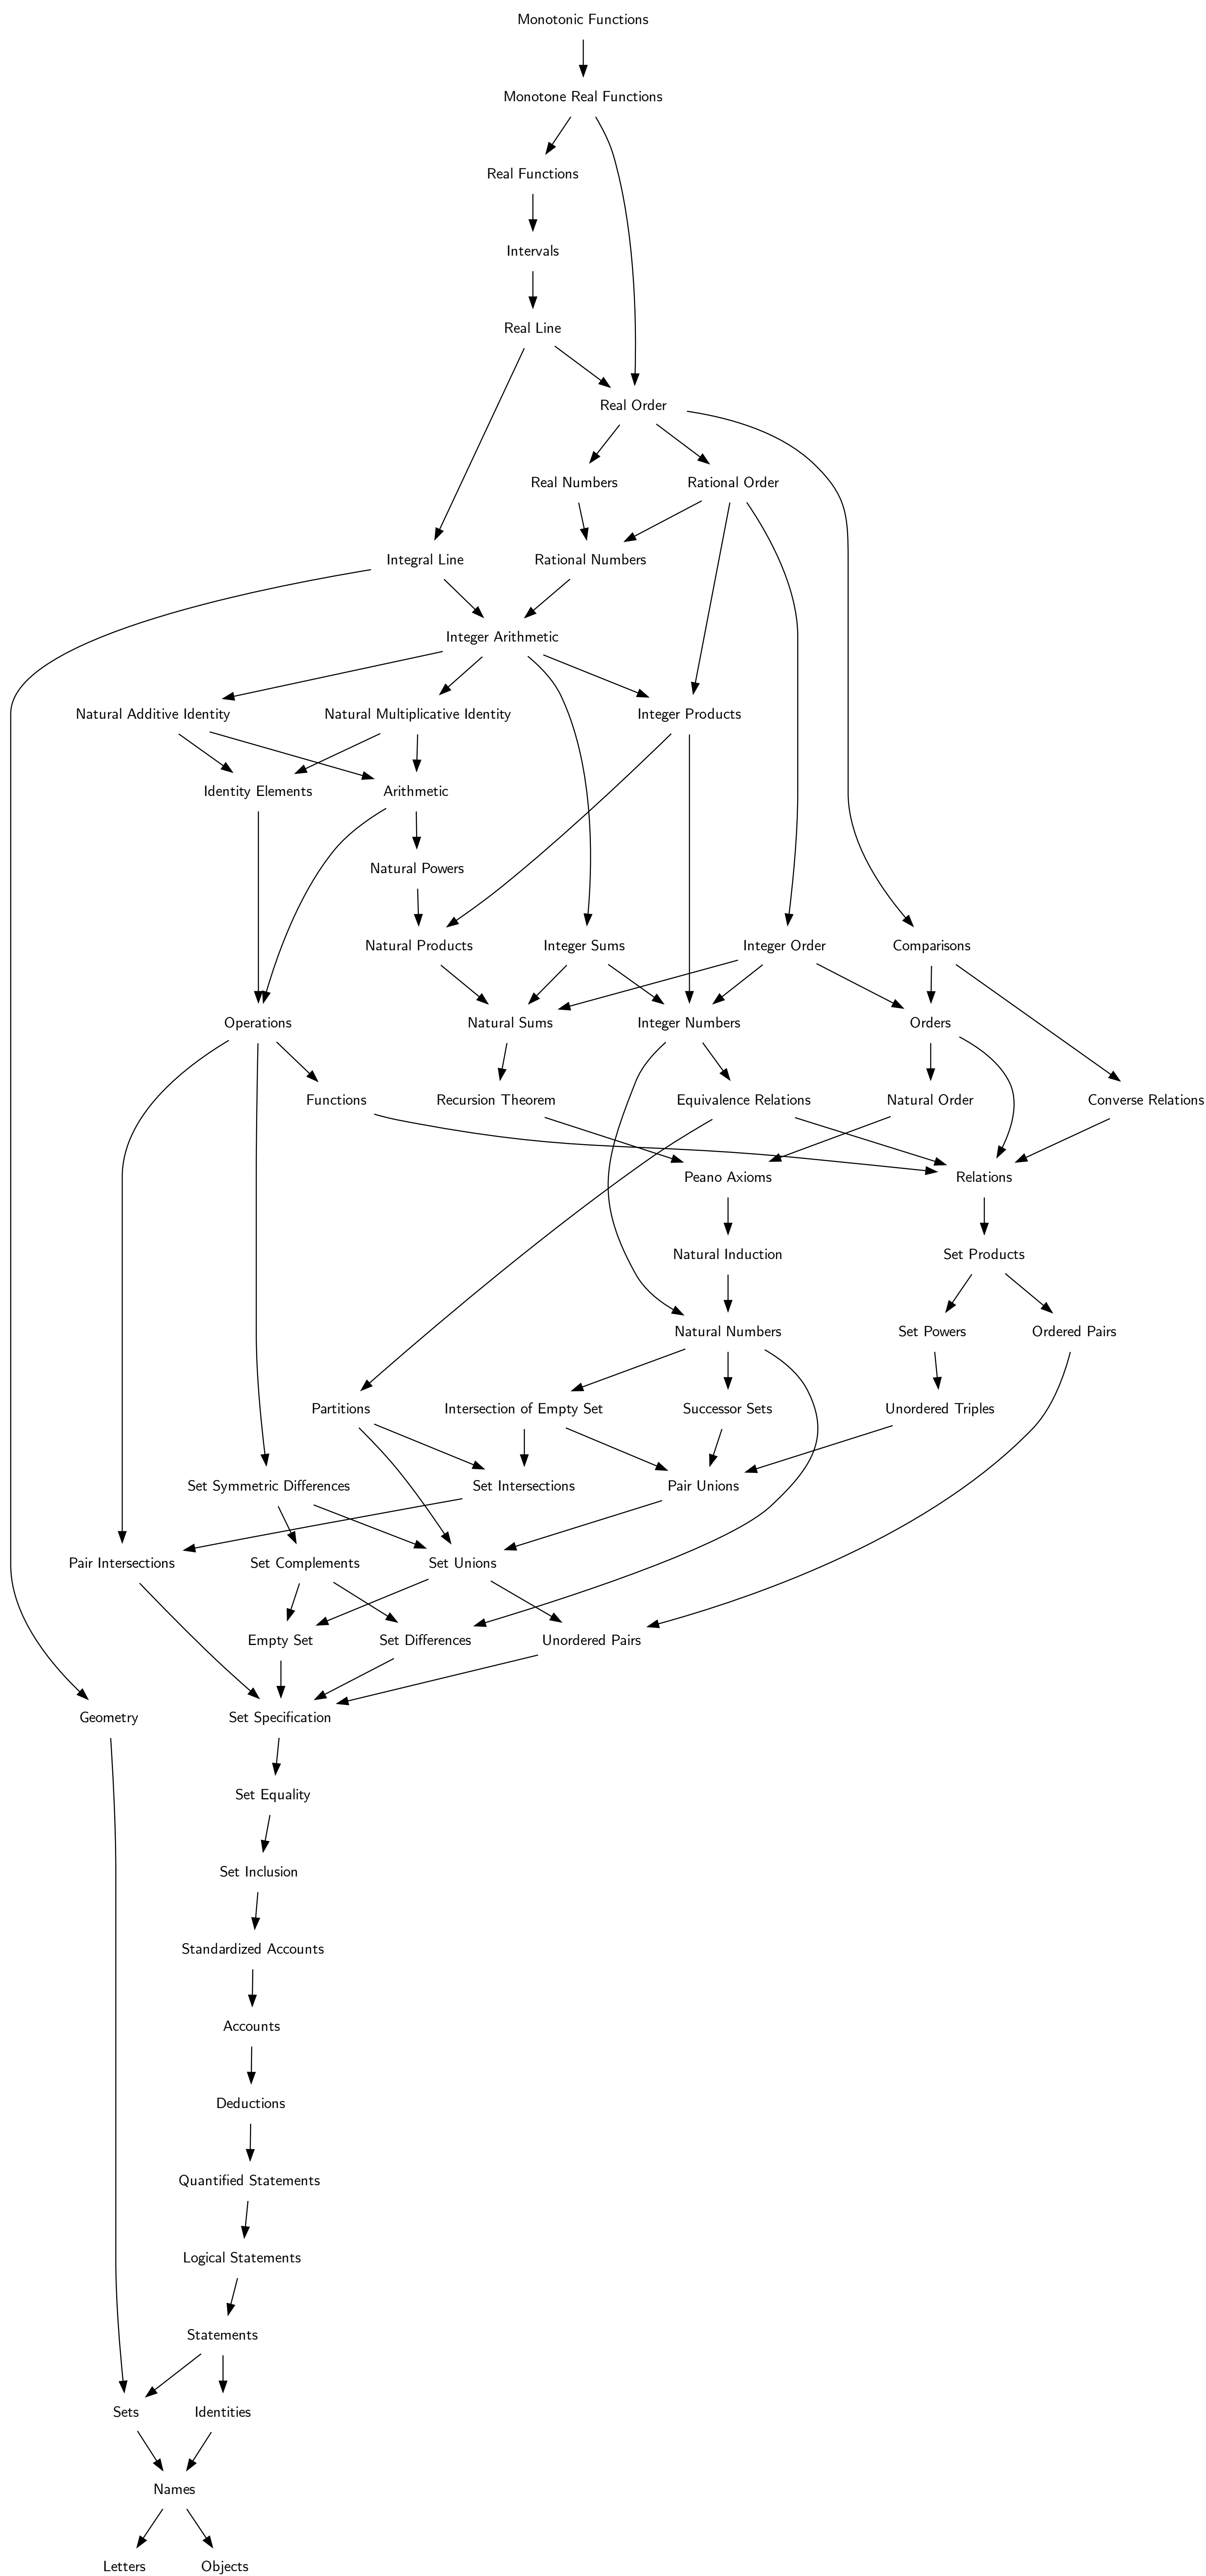 Monotonic Functions
Monotone Real Functions
Real Functions
Intervals
Real Line
Real Order
Real Numbers
Rational Order
Integral Line
Rational Numbers
Integer Arithmetic
Natural Additive Identity
Natural Multiplicative Identity
Integer Products
Identity Elements
Arithmetic
Natural Powers
Natural Products
Integer Sums
Integer Order
Comparisons
Operations
Natural Sums
Integer Numbers
Orders
Functions
Recursion Theorem
Equivalence Relations
Natural Order
Converse Relations
Peano Axioms
Relations
Natural Induction
Set Products
Natural Numbers
Set Powers
Ordered Pairs
Partitions
Intersection of Empty Set
Successor Sets
Unordered Triples
Set Symmetric Differences
Set Intersections
Pair Unions
Pair Intersections
Set Complements
Set Unions
Empty Set
Set Differences
Unordered Pairs
Geometry
Set Specification
Set Equality
Set Inclusion
Standardized Accounts
Accounts
Deductions
Quantified Statements
Logical Statements
Statements
Sets
Identities
Names
Letters
Objects